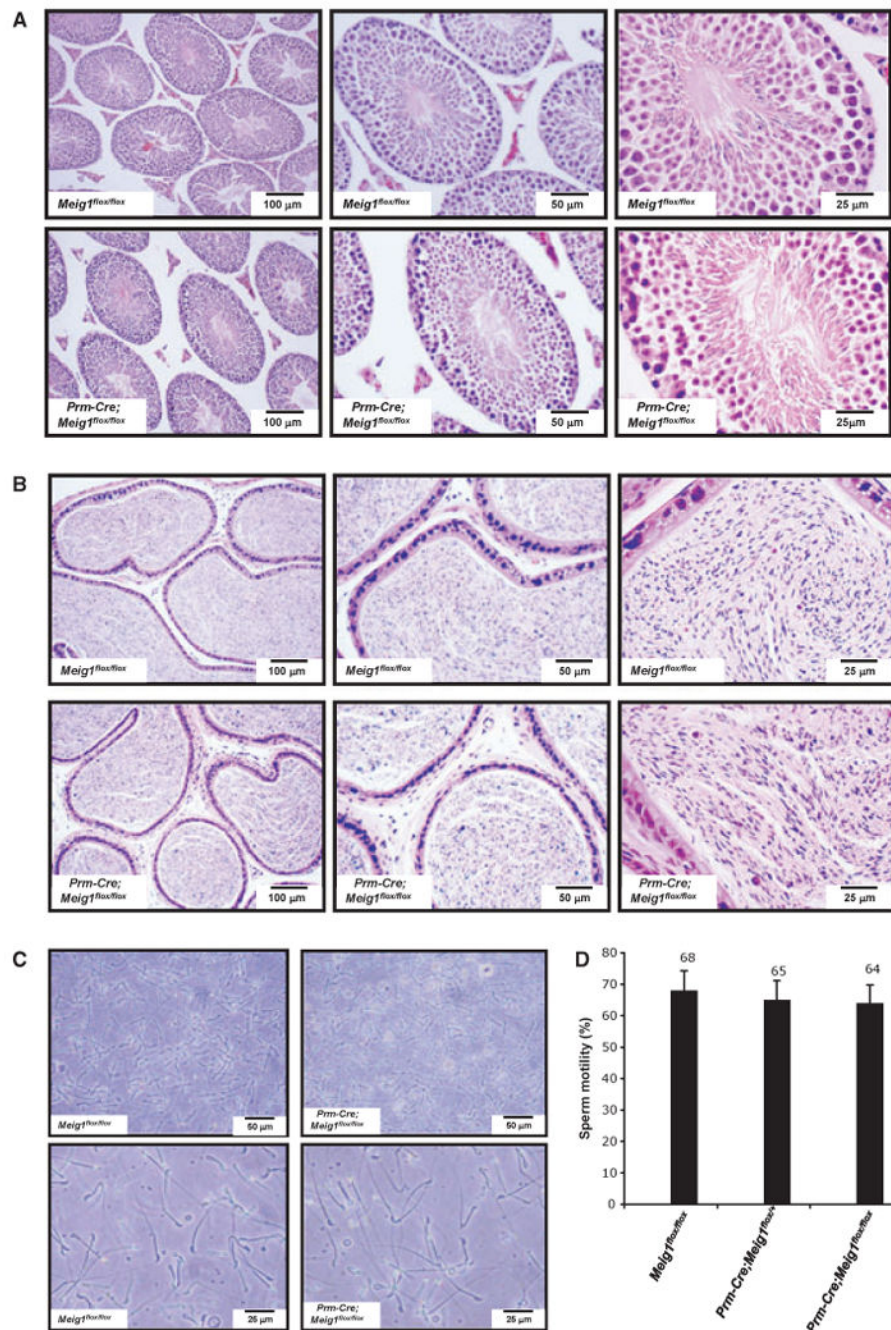 A
Meig1flox/flox
100 µm
Meig1flox/flox
50 µm
Meig1flox/flox
25 µm
Prm-Cre;
Meig1flox/flox
100 µm
Prm-Cre;
Meig1flox/flox
50 µm
Prm-Cre;
Meig1flox/flox
25µm
B
Meig1flox/flox
100 µm
Meig1flox/flox
50 µm
Meig1flox/flox
25 µm
Prm-Cre;
Meig1flox/flox
100 µm
Prm-Cre;
Meig1flox/flox
50 µm
Prm-Cre;
Meig1flox/flox
25 µm
C
Meig1flox/flox
50 µm
Prm-Cre;
Meig1flox/flox
50 µm
Meig1flox/flox
25 µm
Prm-Cre;
Meig1flox/flox
25 µm
D
Sperm motility (%)
80
70
60
50
40
30
20
10
0
68
65
64
Meig1flox/flox
Prm-Cre;Meig1flox/+
Prm-Cre;Meig1flox/flox